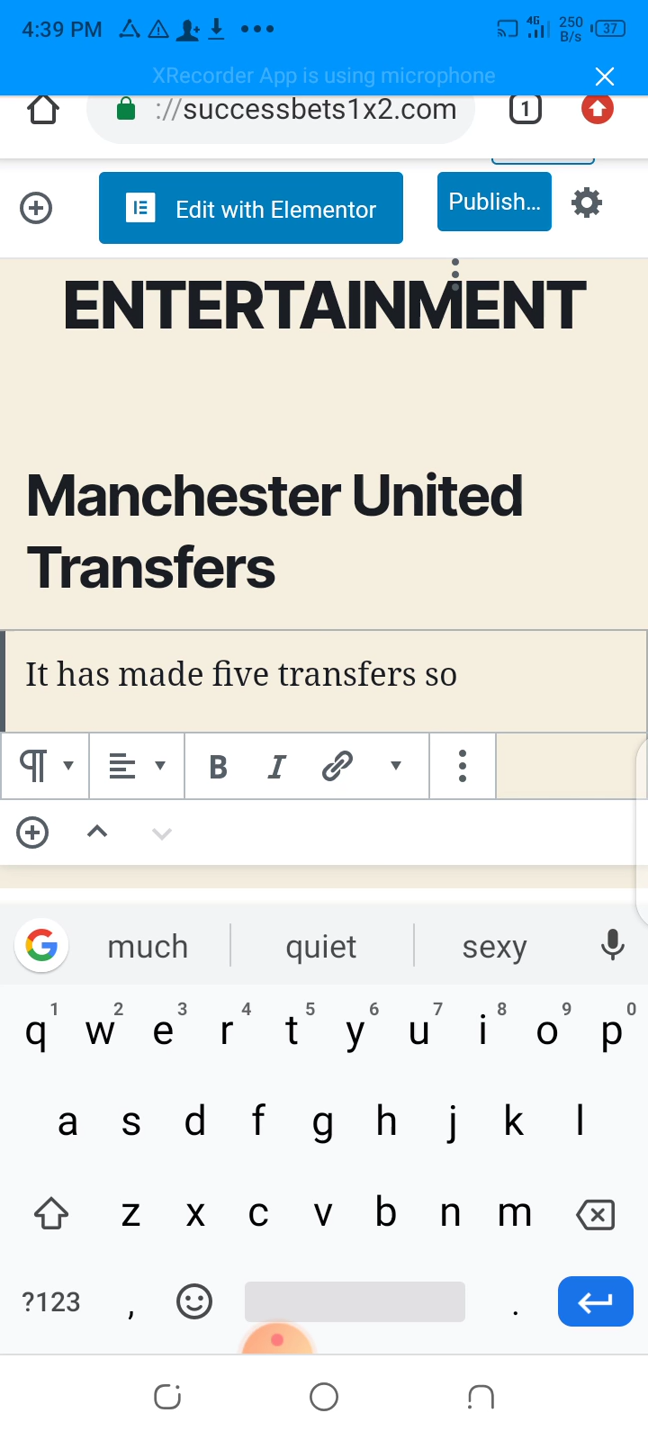 4:39 PM 4G 250 B/s 37
XRecorder App is using microphone
://successbets1x2.com 1
Edit with Elementor Publish...
ENTERTAINMENT
Manchester United
Transfers
It has made five transfers so
B I
much quiet sexy
1 2 3 4 5 6 7 8 9 0
q w e r t y u i o p
a s d f g h j k l
z x c v b n m
?123 , .